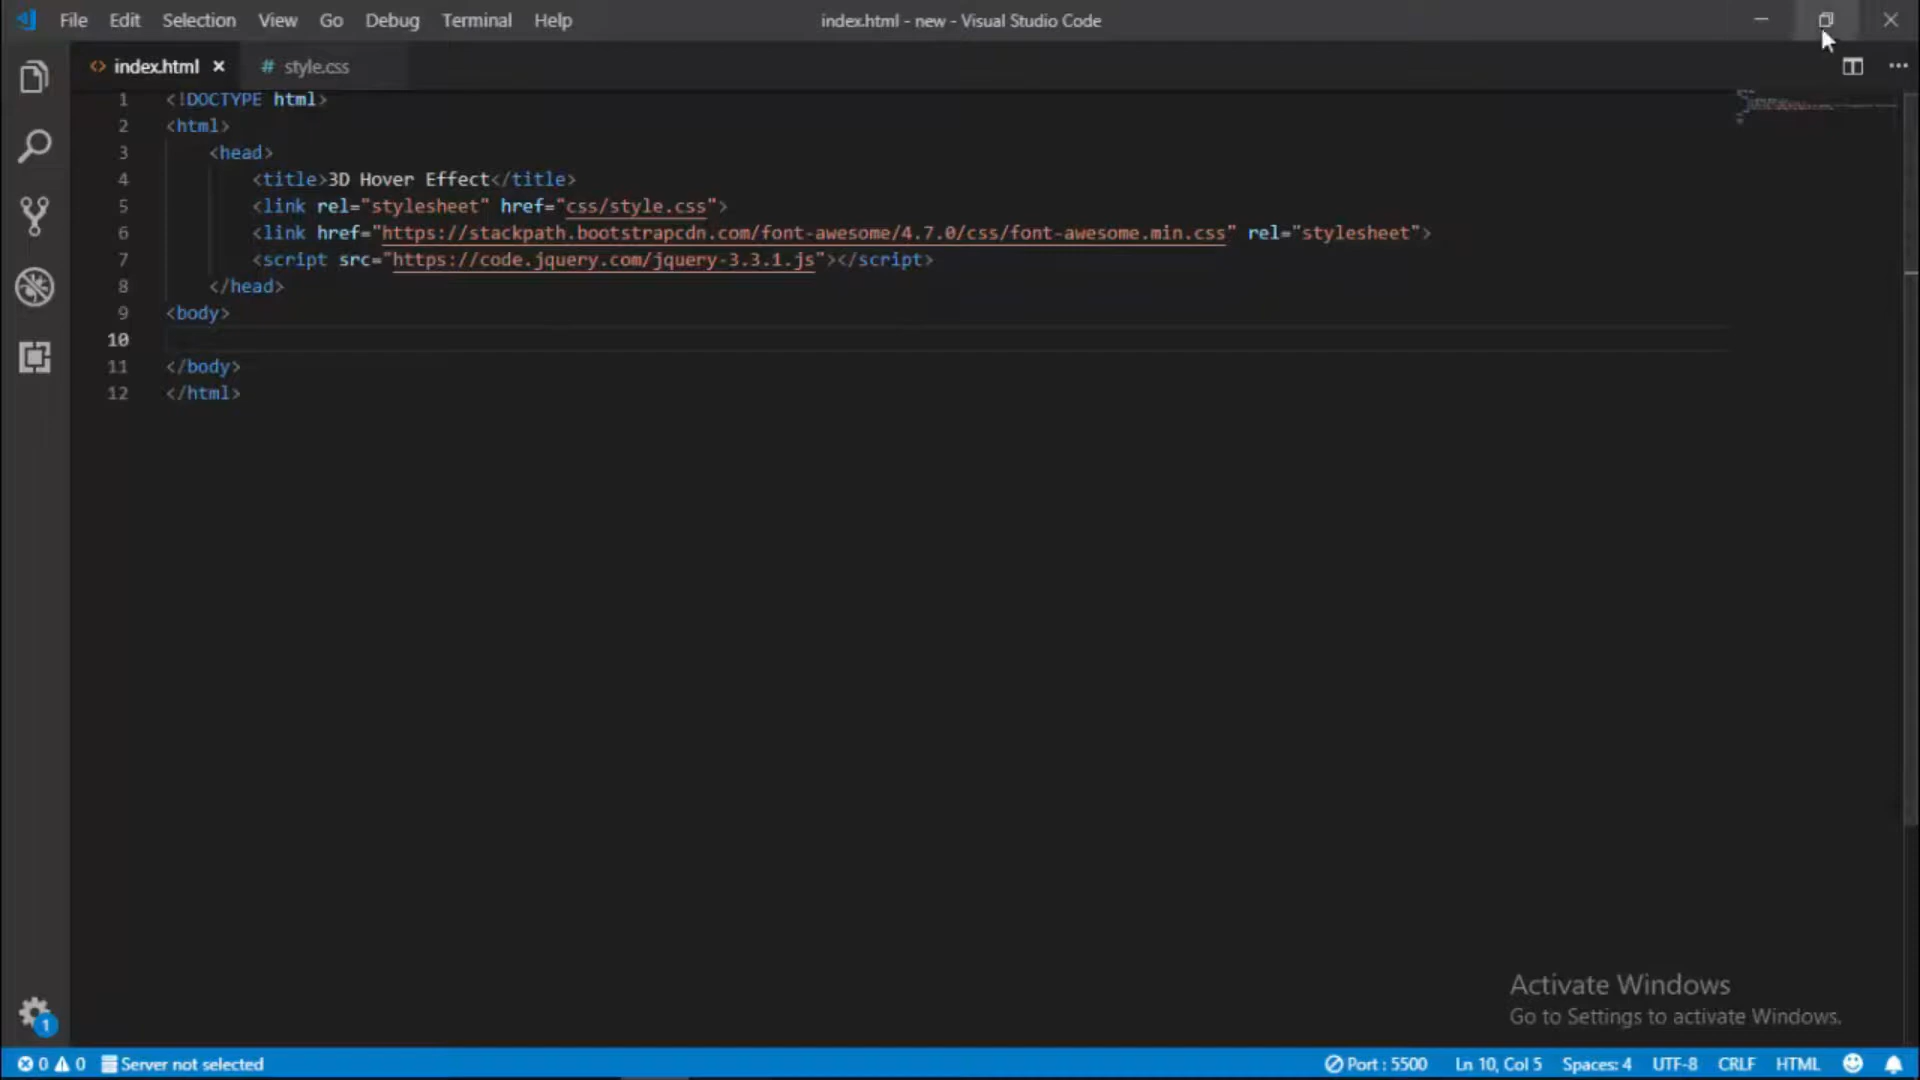 File Edit Selection View Go Debug Terminal Help index.html - new - Visual Studio Code
<> index.html × # style.css
1 <!DOCTYPE html>
2 <html>
3 <head>
4 <title>3D Hover Effect</title>
5 <link rel="stylesheet" href="css/style.css">
6 <link href="https://stackpath.bootstrapcdn.com/font-awesome/4.7.0/css/font-awesome.min.css" rel="stylesheet">
7 <script src="https://code.jquery.com/jquery-3.3.1.js"></script>
8 </head>
9 <body>
10
11 </body>
12 </html>
Activate Windows
Go to Settings to activate Windows.
1
0 0 Server not selected Port : 5500 Ln 10, Col 5 Spaces: 4 UTF-8 CRLF HTML